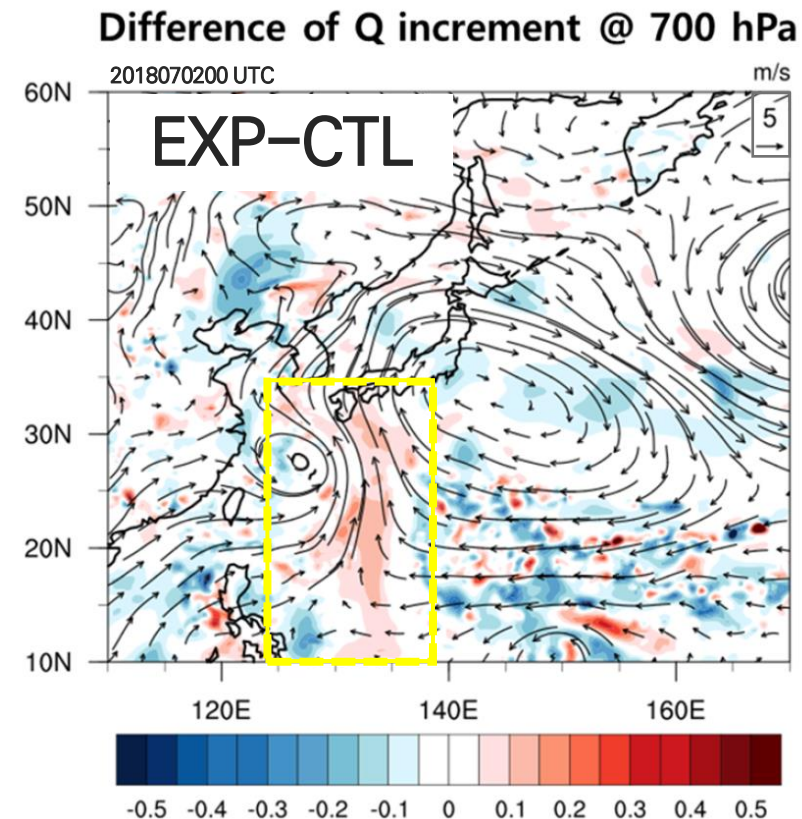 Difference of Q increment @ 700 hPa
2018070200 UTC
m/s
60N
EXP-CTL
5
50N
40N
30N
20N
10N
120E 140E 160E
-0.5 -0.4 -0.3 -0.2 -0.1 0 0.1 0.2 0.3 0.4 0.5